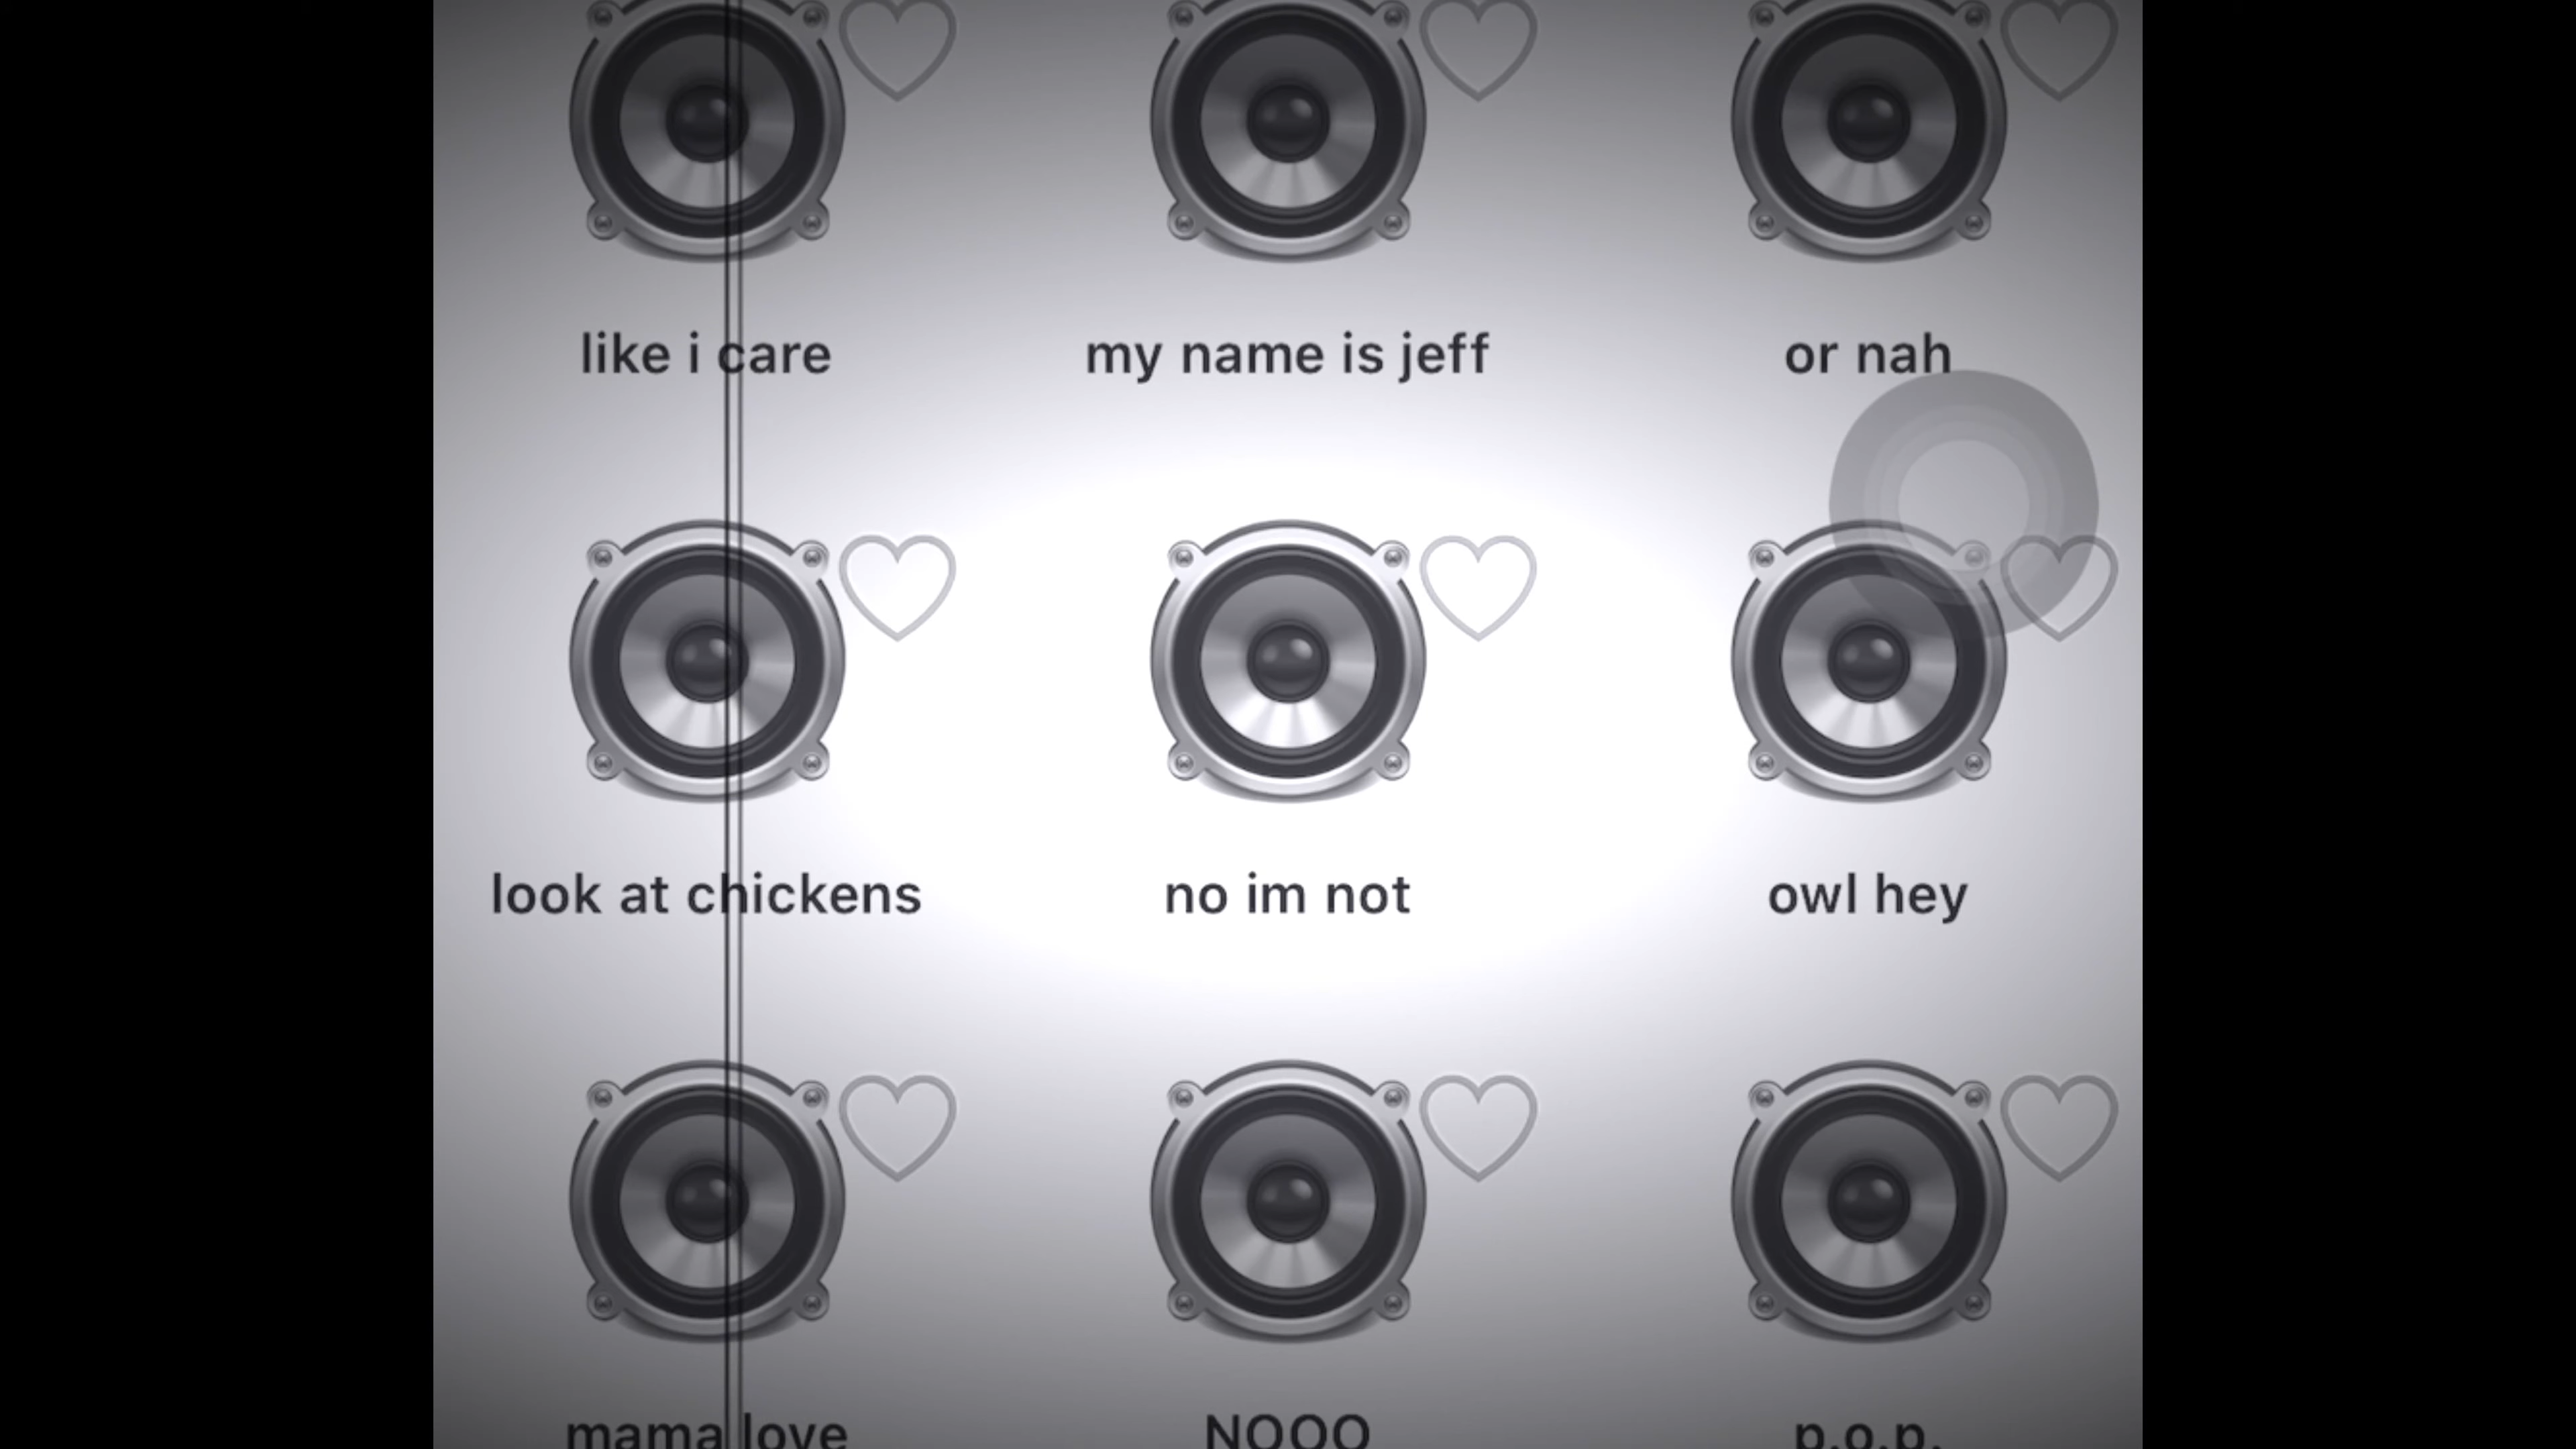 like i care my name is jeff or nah
look at chickens no im not owl hey
mama love NOOO p.o.p.